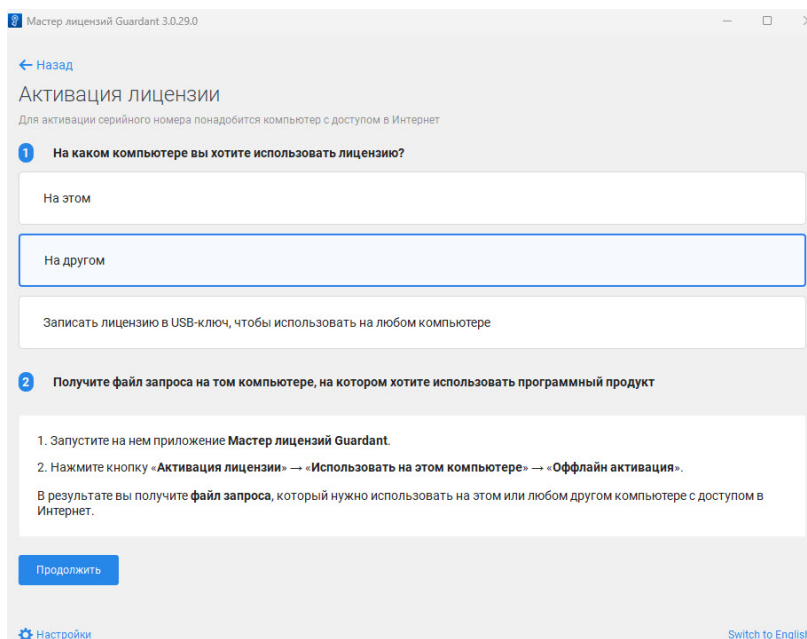 Мастер лицензий Guardant 3.0.29.0
Назад
Активация лицензии
Для активации серийного номера понадобится компьютер с доступом в Интернет
1 На каком компьютере вы хотите использовать лицензию?
На этом
На другом
Записать лицензию в USB-ключ, чтобы использовать на любом компьютере
2 Получите файл запроса на том компьютере, на котором хотите использовать программный продукт
1. Запустите на нем приложение Мастер лицензий Guardant.
2. Нажмите кнопку «Активация лицензии» → «Использовать на этом компьютере» → «Оффлайн активация».
В результате вы получите файл запроса, который нужно использовать на этом или любом другом компьютере с доступом в
Интернет.
Продолжить
Настройки
Switch to English